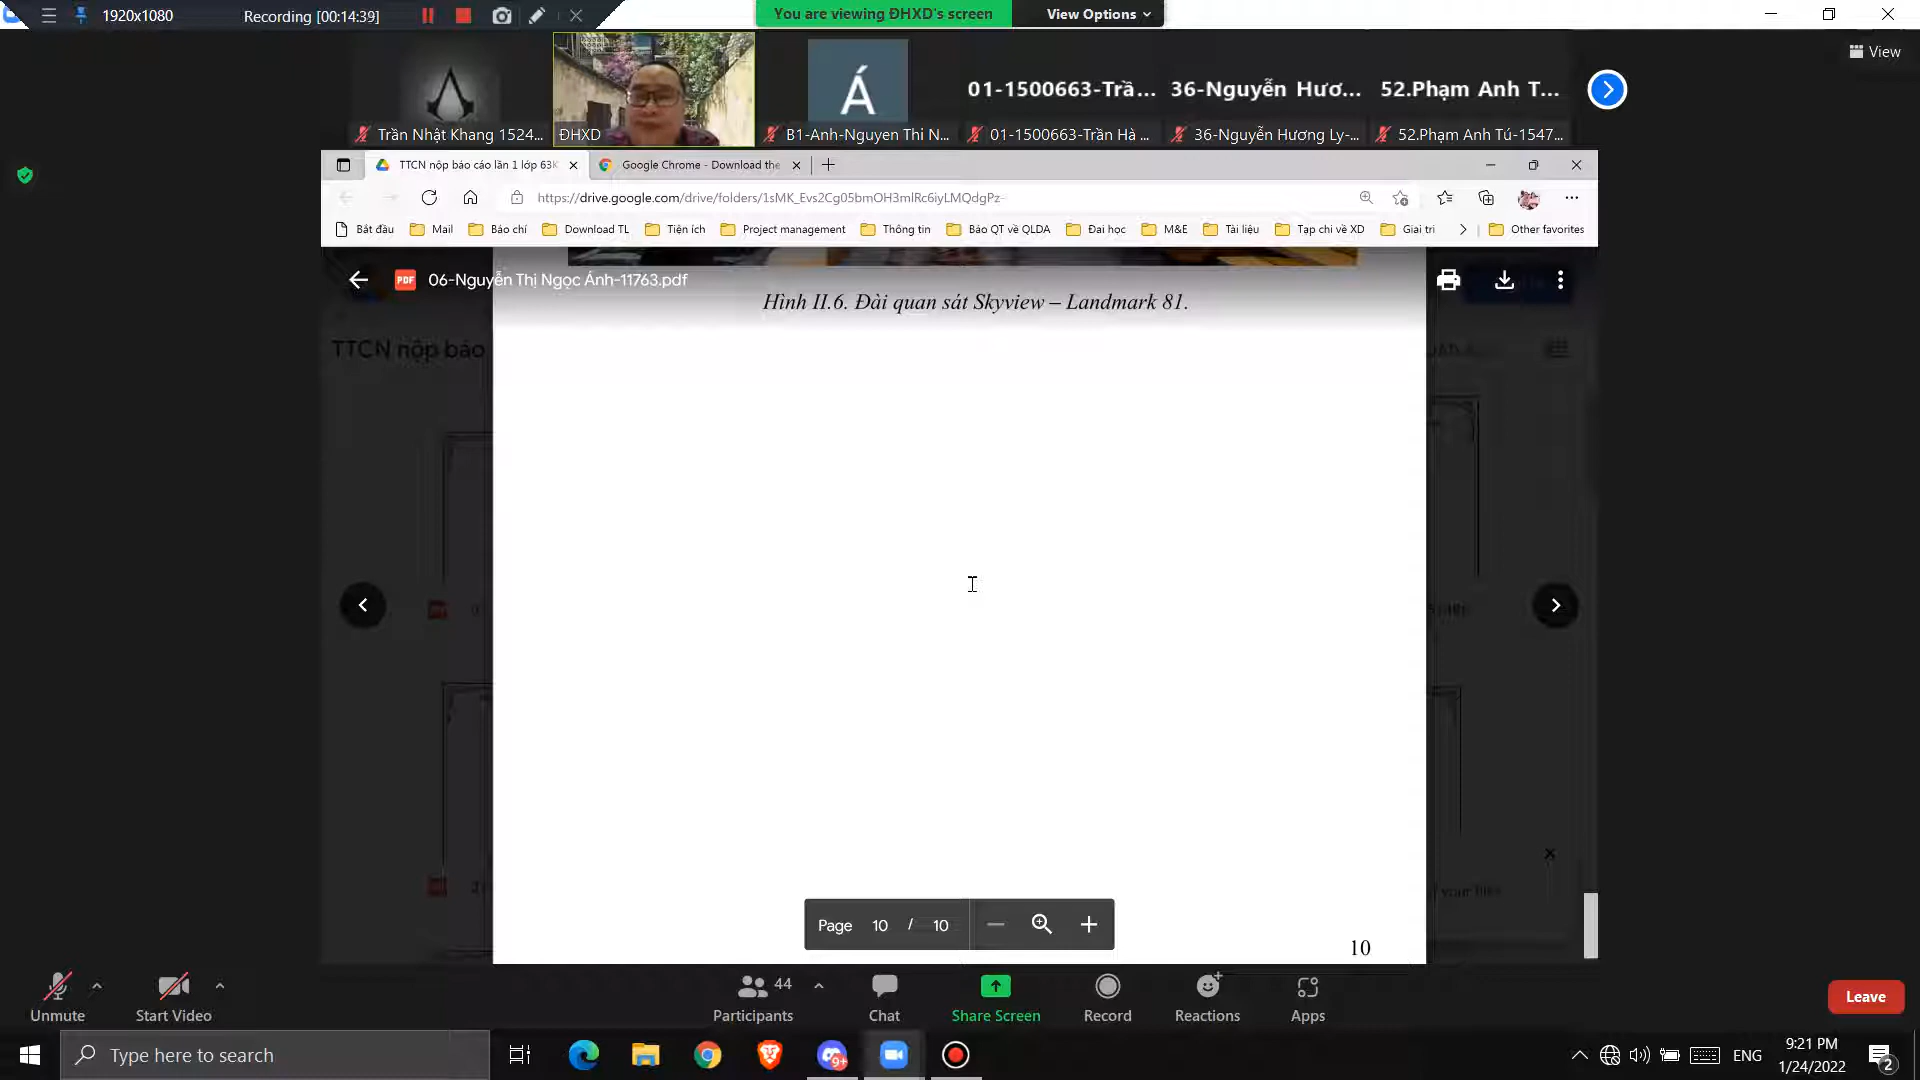 1920x1080
Recording [00:14:39]
You are viewing ĐHXD's screen
View Options
View
Á
01-1500663-Trầ...
36-Nguyễn Hươ...
52.Phạm Anh T...
Trần Nhật Khang 1524...
ĐHXD
B1-Anh-Nguyen Thi N...
01-1500663-Trần Hà ...
36-Nguyễn Hương Ly-...
52.Phạm Anh Tú-1547...
TTCN nộp báo cáo lần 1 lớp 63K
Google Chrome - Download the
https://drive.google.com/drive/folders/1sMK_Evs2Cg05bmOH3mlRc6iyLMQdgPz-
Bắt đầu
Mail
Báo chí
Download TL
Tiện ích
Project management
Thông tin
Báo QT về QLDA
Đại học
M&E
Tài liệu
Tạp chí về XD
Giải trí
Other favorites
PDF
06-Nguyễn Thị Ngọc Ánh-11763.pdf
Hình II.6. Đài quan sát Skyview – Landmark 81.
TTCN nộp báo
Page 10 / 10
10
Unmute
Start Video
44
Participants
Chat
Share Screen
Record
Reactions
Apps
Leave
Type here to search
9+
ENG
9:21 PM
1/24/2022
2